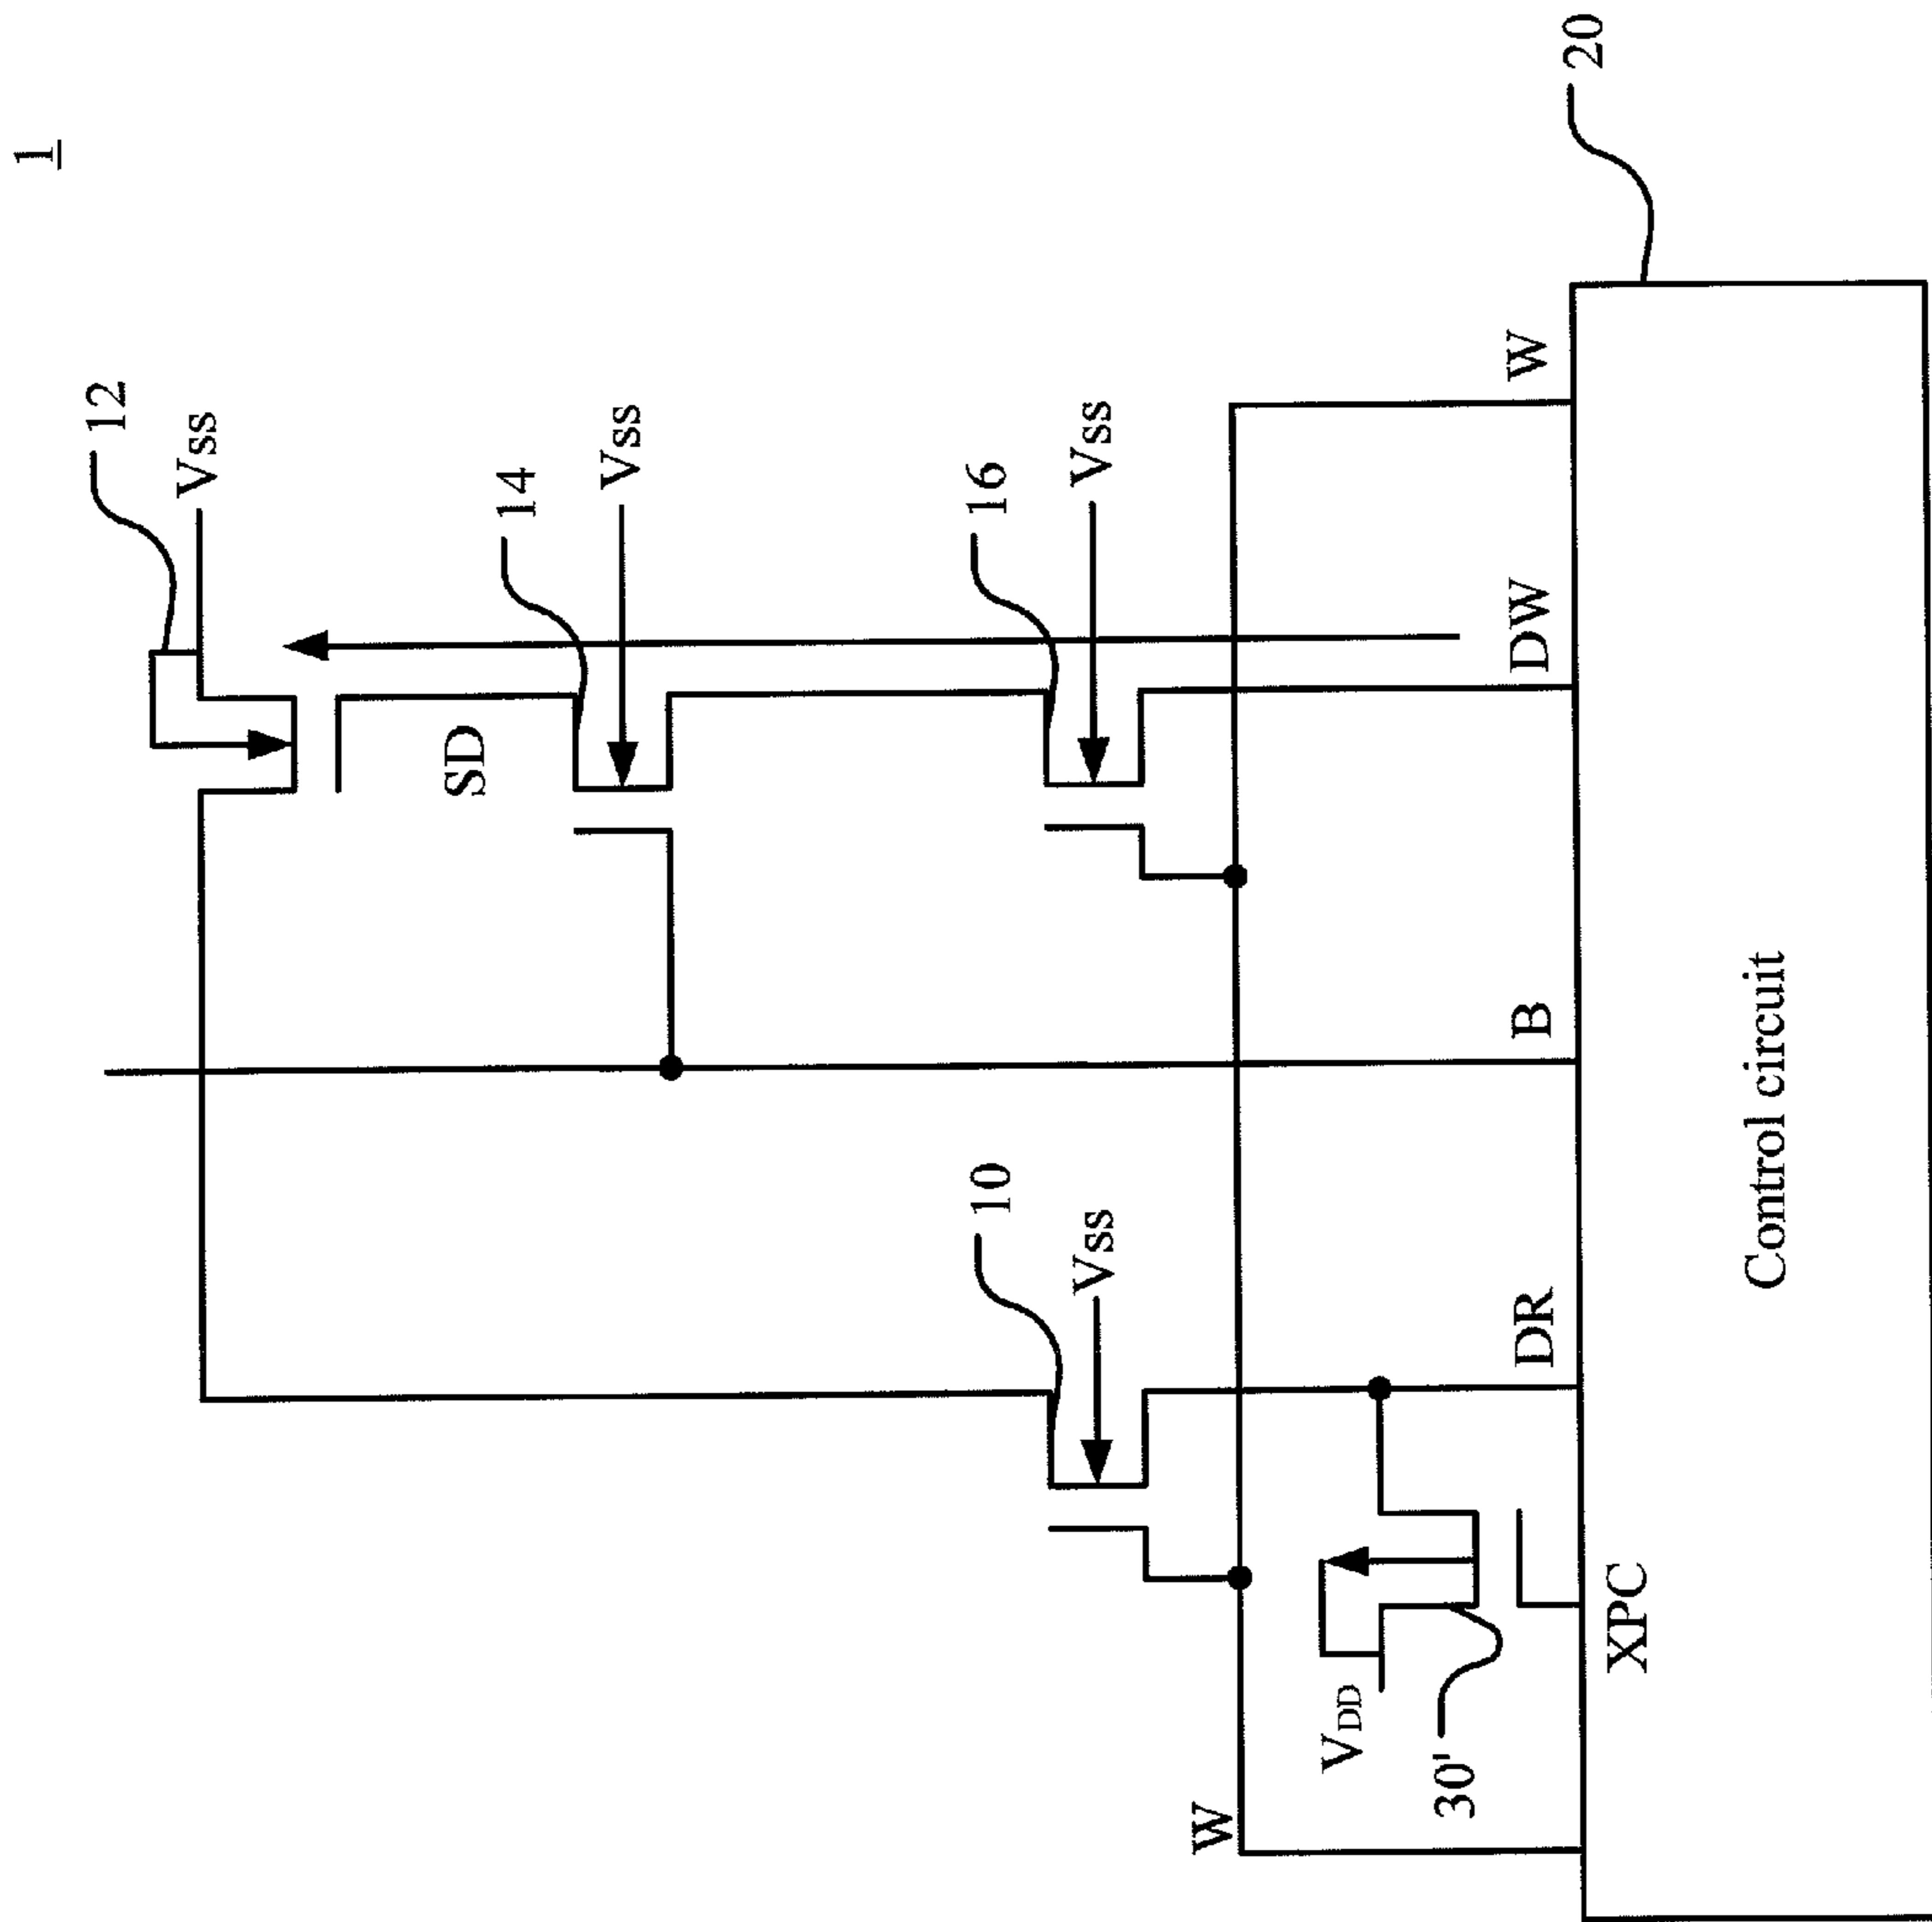 1
12
Vss
14
Vss
SD
16
Vss
10
Vss
W
DW
B
DR
W
VDD
30'
XPC
20
Control circuit